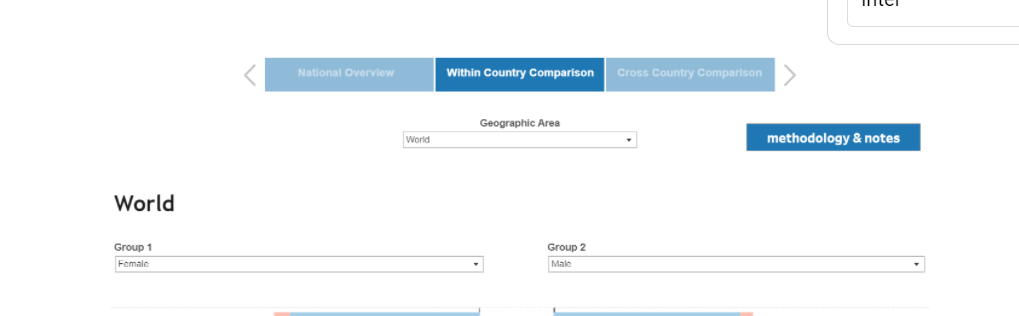 inter
National Overview
Within Country Comparison
Cross Country Comparison
Geographic Area
World
methodology & notes
World
Group 1
Group 2
Female
Male